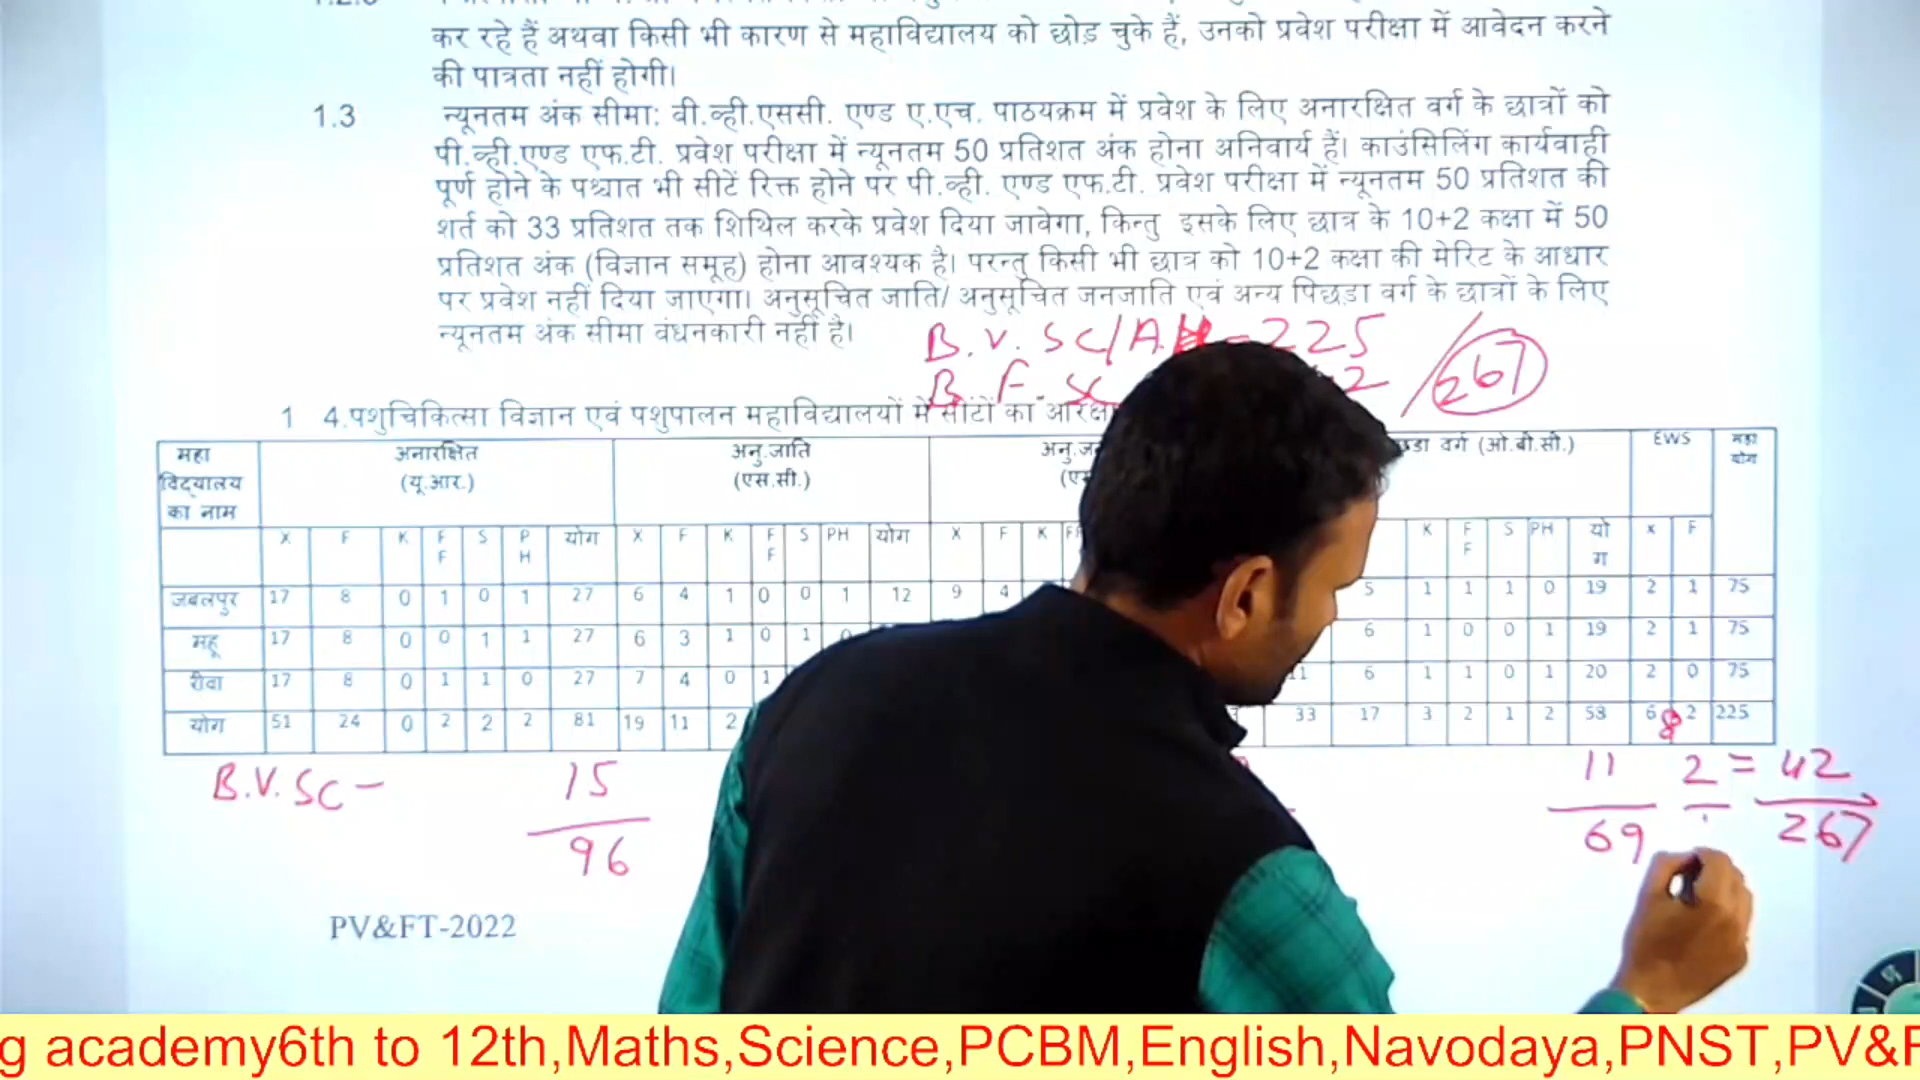 कर रहे हैं अथवा किसी भी कारण से महाविद्यालय को छोड़ चुके हैं, उनको प्रवेश परीक्षा में आवेदन करने
की पात्रता नहीं होगी।
1.3 न्यूनतम अंक सीमा: वी.व्ही.एससी. एण्ड ए.एच. पाठयक्रम में प्रवेश के लिए अनारक्षित वर्ग के छात्रों को
पी.व्ही.एण्ड एफ.टी. प्रवेश परीक्षा में न्यूनतम 50 प्रतिशत अंक होना अनिवार्य हैं। काउंसिलिंग कार्यवाही
पूर्ण होने के पश्चात भी सीटें रिक्त होने पर पी.व्ही. एण्ड एफ.टी. प्रवेश परीक्षा में न्यूनतम 50 प्रतिशत की
शर्त को 33 प्रतिशत तक शिथिल करके प्रवेश दिया जावेगा, किन्तु इसके लिए छात्र के 10+2 कक्षा में 50
प्रतिशत अंक (विज्ञान समूह) होना आवश्यक है। परन्तु किसी भी छात्र को 10+2 कक्षा की मेरिट के आधार
पर प्रवेश नहीं दिया जाएगा। अनुसूचित जाति/ अनुसूचित जनजाति एवं अन्य पिछड़ा वर्ग के छात्रों के लिए
न्यूनतम अंक सीमा वंधनकारी नहीं है।
B.V.SC/A.H - 225
B.F.SC 42 / 267
1 4.पशुचिकित्सा विज्ञान एवं पशुपालन महाविद्यालयों में सीटों का
महा विद्यालय का नाम अनारक्षित (यू.आर.) अनु.जाति (एस.सी.) वर्ग (ओ.बी.सी.) EWS महा योग
X F K FF S PH योग X F K FF S PH योग X F K K FF S PH योग x F
जबलपुर 17 8 0 1 0 1 27 6 4 1 0 0 1 12 9 4 5 1 1 1 0 19 2 1 75
महू 17 8 0 0 1 1 27 6 3 1 0 1 6 1 0 0 1 19 2 1 75
रीवा 17 8 0 1 1 0 27 7 4 0 1 11 6 1 1 0 1 20 2 0 75
योग 51 24 0 2 2 2 81 19 11 2 33 17 3 2 1 2 58 6 8 2 225
B.V.SC - 15 11 2 = 42
96 69 267
PV&FT-2022
g academy6th to 12th,Maths,Science,PCBM,English,Navodaya,PNST,PV&F